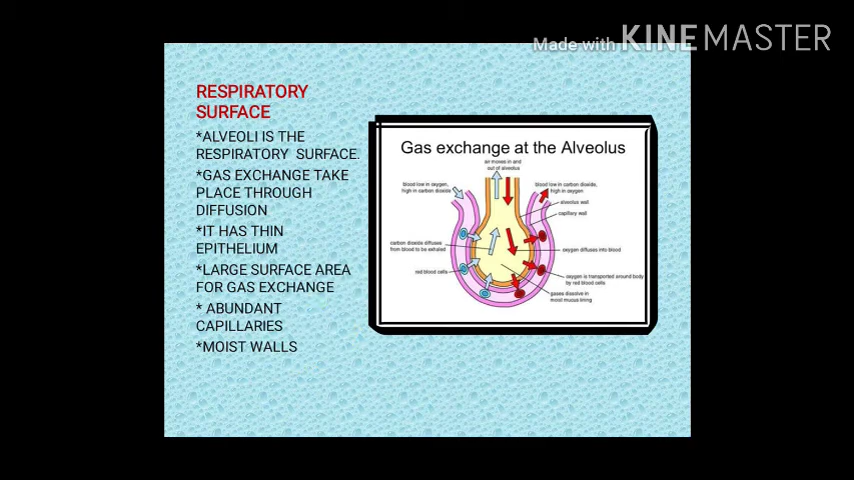 Made with KINEMASTER
RESPIRATORY
SURFACE
*ALVEOLI IS THE
RESPIRATORY SURFACE.
*GAS EXCHANGE TAKE
PLACE THROUGH
DIFFUSION
*IT HAS THIN
EPITHELIUM
*LARGE SURFACE AREA
FOR GAS EXCHANGE
* ABUNDANT
CAPILLARIES
*MOIST WALLS
Gas exchange at the Alveolus
air moves in and
out of alveolus
blood low in oxygen,
high in carbon dioxide
blood low in carbon dioxide,
high in oxygen
alveolus wall
capillary wall
carbon dioxide diffuses
from blood to be exhaled
oxygen diffuses into blood
red blood cells
oxygen is transported around body
by red blood cells
gases dissolve in
moist mucus lining